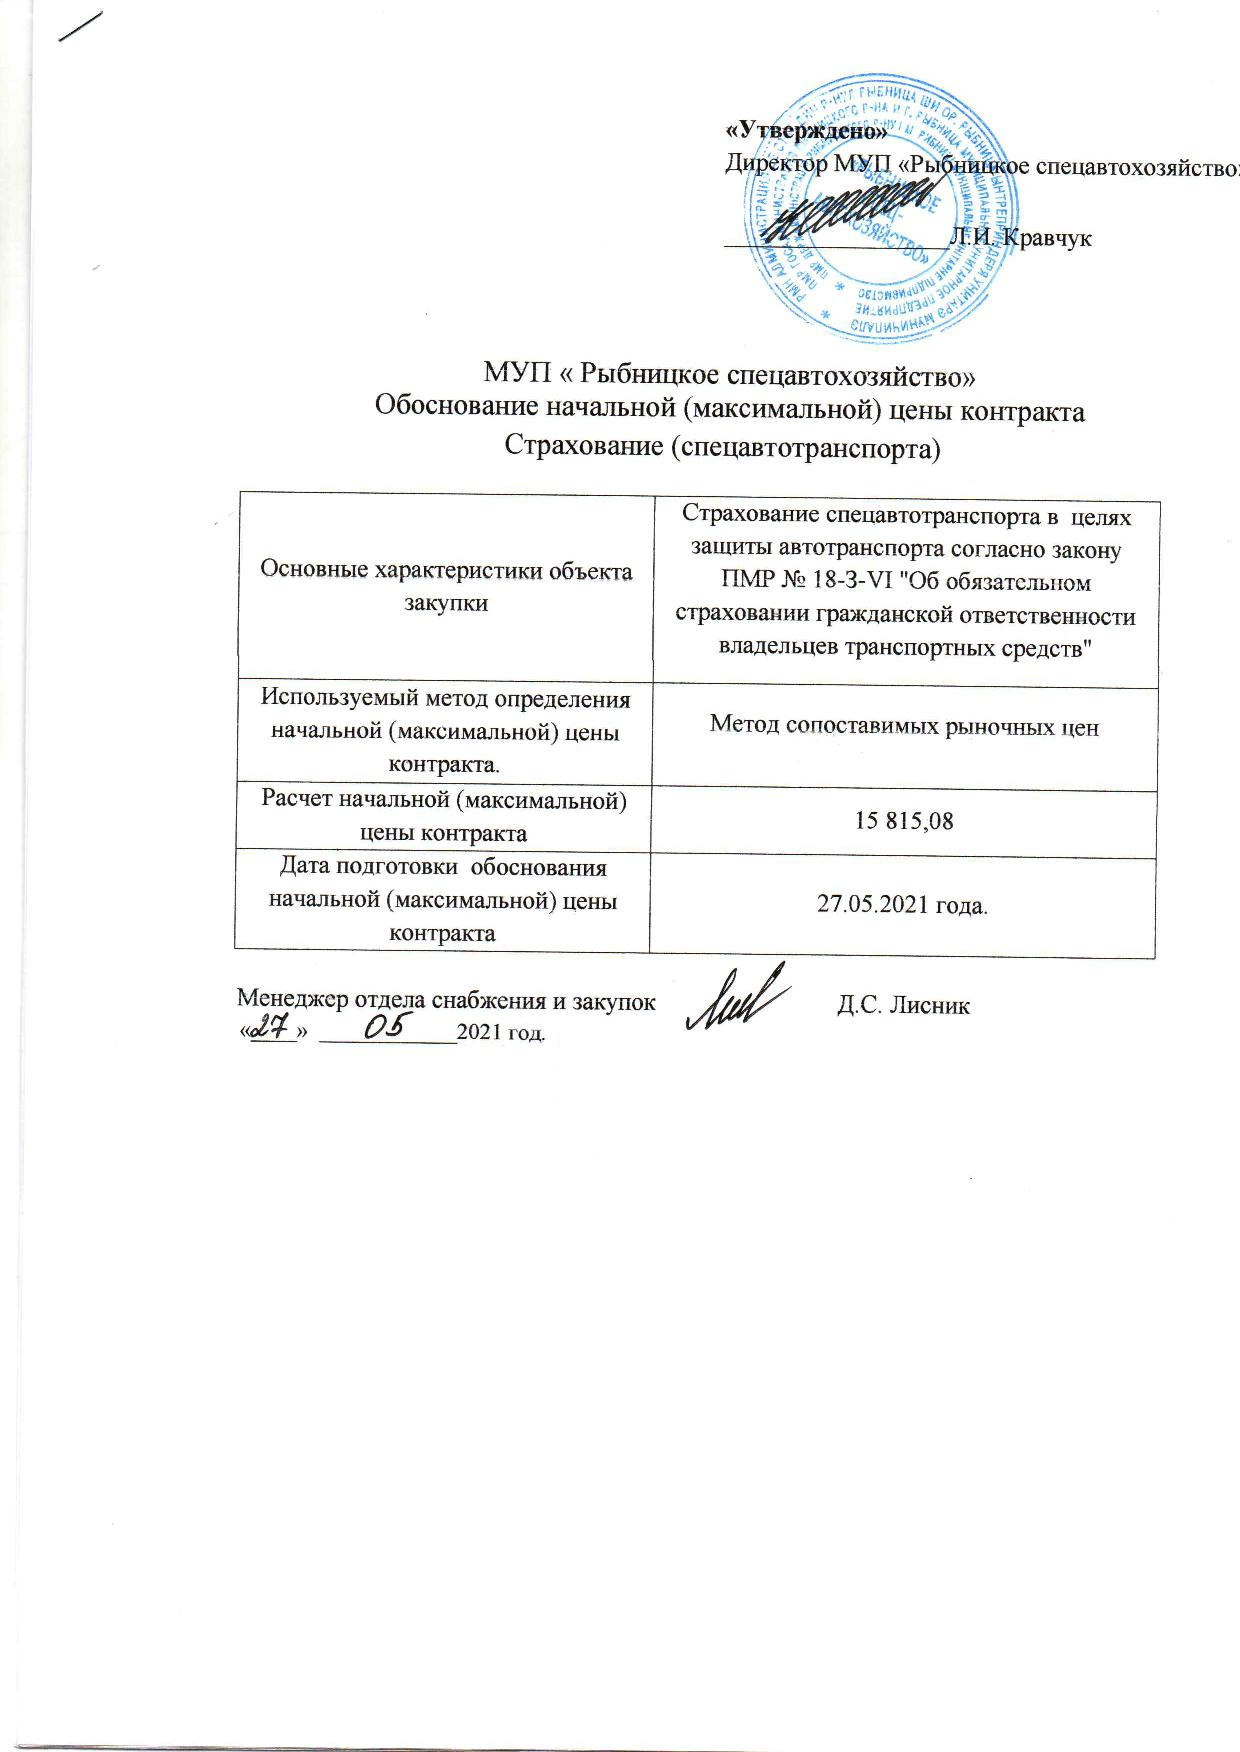 «Утверждено»
Директор МУП «Рыбницкое спецавтохозяйство»
____________________Л.И. Кравчук
«РЫБНИЦКОЕ
СПЕЦ-
ХОЗЯЙСТВО»
МУП « Рыбницкое спецавтохозяйство»
Обоснование начальной (максимальной) цены контракта
Страхование (спецавтотранспорта)
Основные характеристики объекта
закупки
Страхование спецавтотранспорта в целях
защиты автотранспорта согласно закону
ПМР № 18-З-VI "Об обязательном
страховании гражданской ответственности
владельцев транспортных средств"
Используемый метод определения
начальной (максимальной) цены
контракта.
Метод сопоставимых рыночных цен
Расчет начальной (максимальной)
цены контракта
15 815,08
Дата подготовки обоснования
начальной (максимальной) цены
контракта
27.05.2021 года.
Менеджер отдела снабжения и закупок Д.С. Лисник
«27» 05 2021 год.